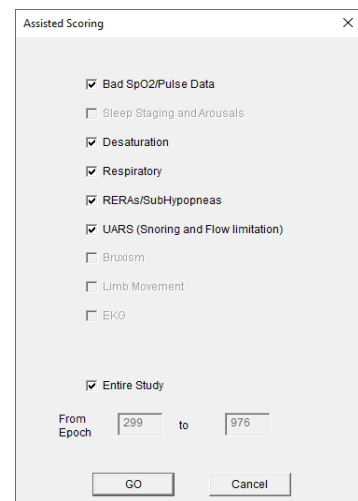 Assisted Scoring
Bad SpO2/Pulse Data
Sleep Staging and Arousals
Desaturation
Respiratory
RERAs/SubHypopneas
UARS (Snoring and Flow limitation)
Bruxism
Limb Movement
EKG
Entire Study
From Epoch 299 to 976
GO Cancel